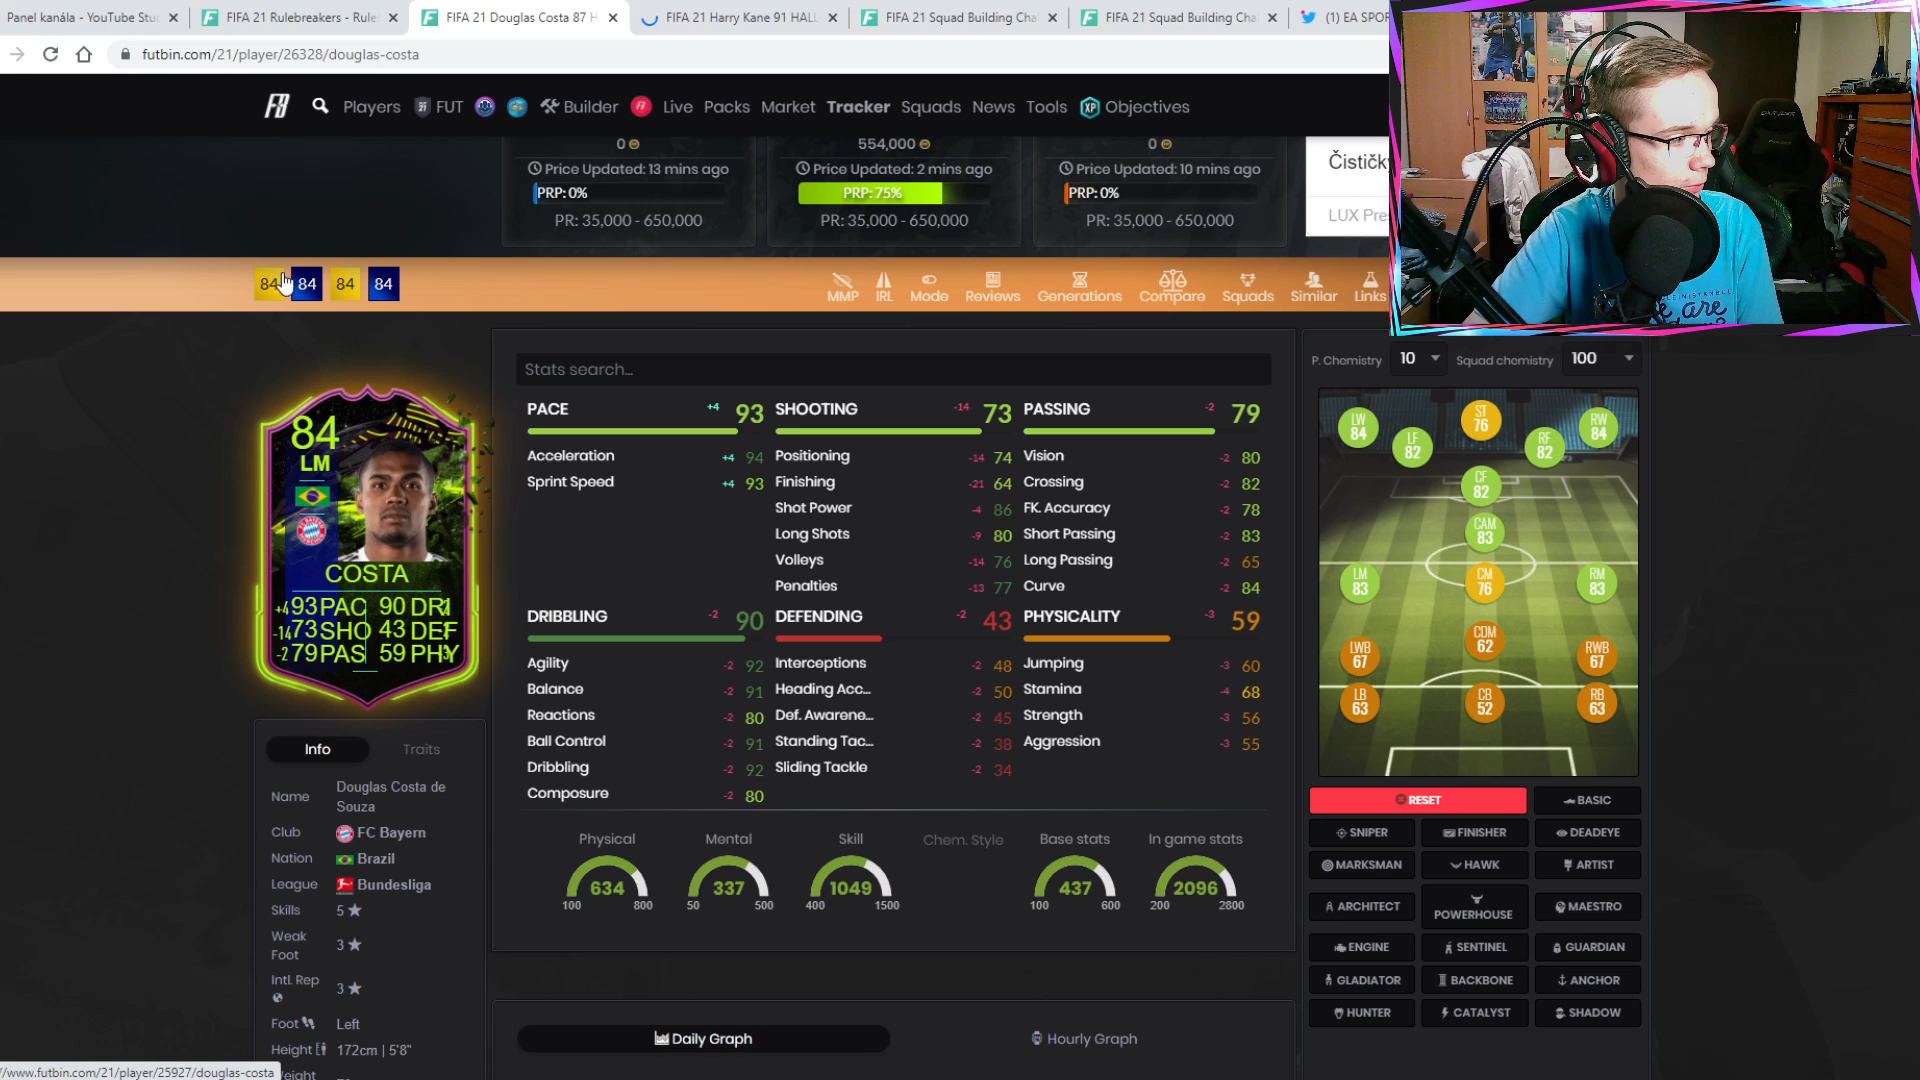 Panel kanála - YouTube Stu
FIFA 21 Rulebreakers - Rule
FIFA 21 Douglas Costa 87 H
FIFA 21 Harry Kane 91 HALL
FIFA 21 Squad Building Cha
FIFA 21 Squad Building Cha
(1) EA SPOR
futbin.com/21/player/26328/douglas-costa
Players
FUT
Builder
Live
Packs
Market
Tracker
Squads
News
Tools
XP Objectives
0
554,000
0
Price Updated: 13 mins ago
Price Updated: 2 mins ago
Price Updated: 10 mins ago
PRP: 0%
PRP: 75%
PRP: 0%
PR: 35,000 - 650,000
PR: 35,000 - 650,000
PR: 35,000 - 650,000
Čističky
LUX Pre
84 84 84 84
MMP IRL Mode Reviews Generations Compare Squads Similar Links
P. Chemistry 10 Squad chemistry 100
Stats search...
PACE +4 93
Acceleration +4 94
Sprint Speed +4 93
SHOOTING -14 73
Positioning -14 74
Finishing -21 64
Shot Power -4 86
Long Shots -9 80
Volleys -14 76
Penalties -13 77
PASSING -2 79
Vision -2 80
Crossing -2 82
FK. Accuracy -2 78
Short Passing -2 83
Long Passing -2 65
Curve -2 84
DRIBBLING -2 90
Agility -2 92
Balance -2 91
Reactions -2 80
Ball Control -2 91
Dribbling -2 92
Composure -2 80
DEFENDING -2 43
Interceptions -2 48
Heading Acc... -2 50
Def. Awarene... -2 45
Standing Tac... -2 38
Sliding Tackle -2 34
PHYSICALITY -3 59
Jumping -3 60
Stamina -4 68
Strength -3 56
Aggression -3 55
84
LM
COSTA
+4 93 PAC 90 DRI
-14 73 SHO 43 DEF
-2 79 PAS 59 PHY
Info
Traits
Name Douglas Costa de
Souza
Club FC Bayern
Nation Brazil
League Bundesliga
Skills 5
Weak
Foot 3
Intl. Rep 3
Foot Left
Height 172cm | 5'8"
Physical
634
100 800
Mental
337
50 500
Skill
1049
400 1500
Chem. Style
Base stats
437
100 600
In game stats
2096
200 2800
Daily Graph
Hourly Graph
LW
84
ST
76
RW
84
LF
82
RF
82
CF
82
CAM
83
LM
83
CM
76
RM
83
LWB
67
CDM
62
RWB
67
LB
63
CB
52
RB
63
RESET
BASIC
SNIPER
FINISHER
DEADEYE
MARKSMAN
HAWK
ARTIST
ARCHITECT
POWERHOUSE
MAESTRO
ENGINE
SENTINEL
GUARDIAN
GLADIATOR
BACKBONE
ANCHOR
HUNTER
CATALYST
SHADOW
/www.futbin.com/21/player/25927/douglas-costa